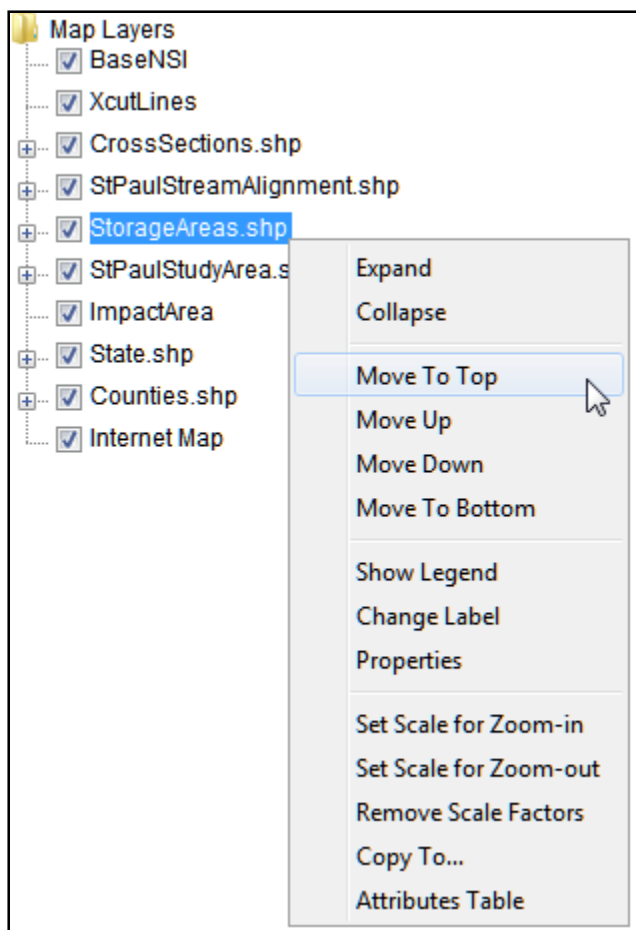 Map Layers
BaseNSI
XcutLines
CrossSections.shp
StPaulStreamAlignment.shp
StorageAreas.shp
StPaulStudyArea.s
ImpactArea
State.shp
Counties.shp
Internet Map
Expand
Collapse
Move To Top
Move Up
Move Down
Move To Bottom
Show Legend
Change Label
Properties
Set Scale for Zoom-in
Set Scale for Zoom-out
Remove Scale Factors
Copy To...
Attributes Table